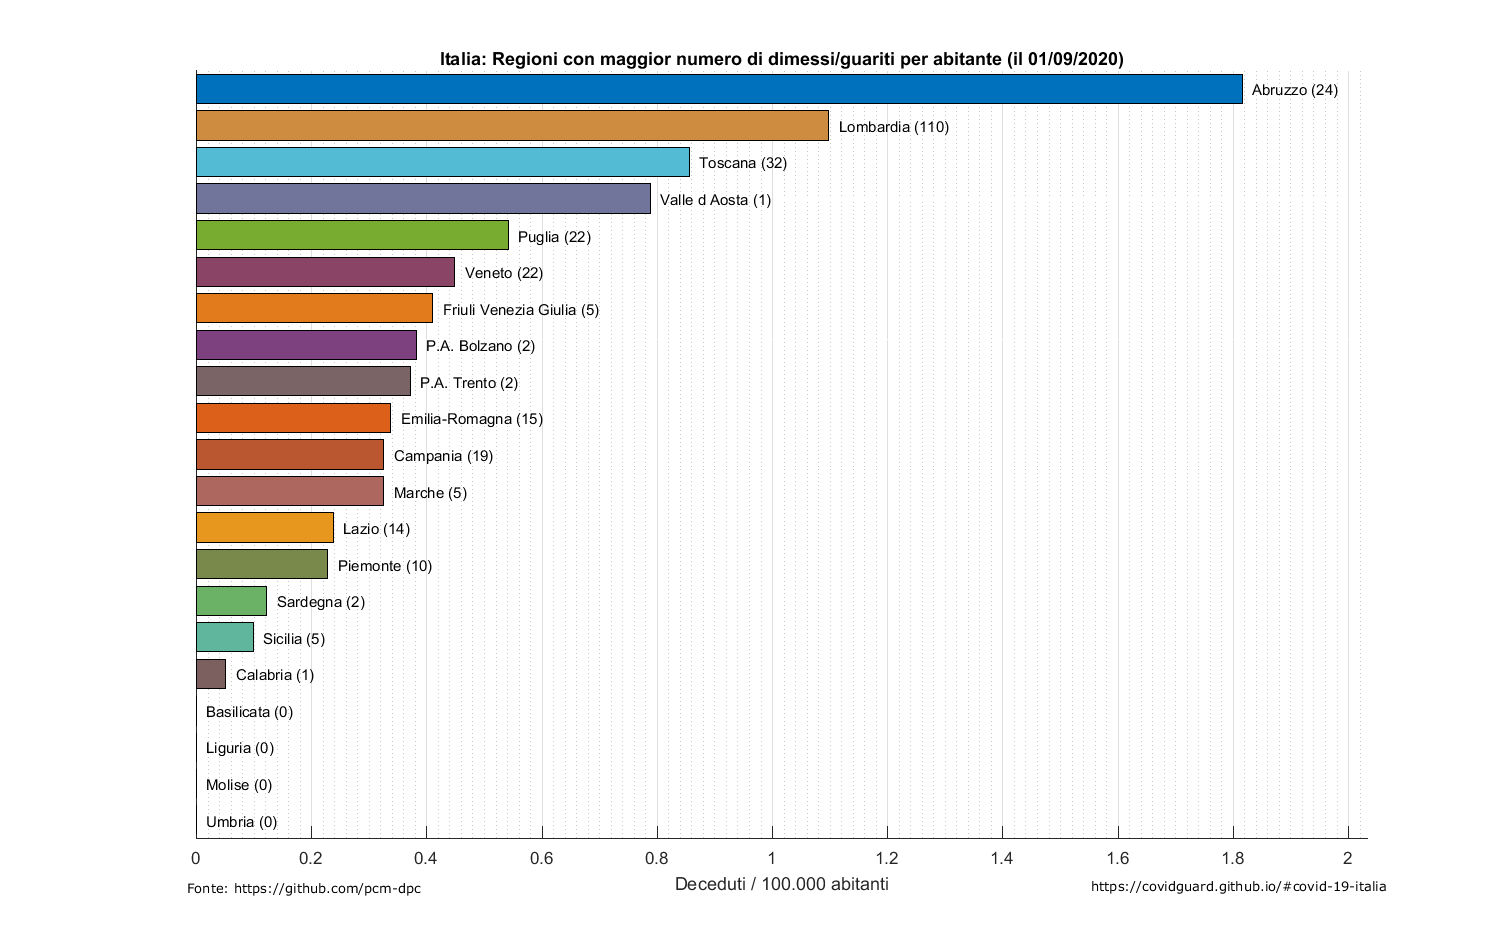 Italia: Regioni con maggior numero di dimessi/guariti per abitante (il 01/09/2020)
Abruzzo (24)
Lombardia (110)
Toscana (32)
Valle d Aosta (1)
Puglia (22)
Veneto (22)
Friuli Venezia Giulia (5)
P.A. Bolzano (2)
P.A. Trento (2)
Emilia-Romagna (15)
Campania (19)
Marche (5)
Lazio (14)
Piemonte (10)
Sardegna (2)
Sicilia (5)
Calabria (1)
Basilicata (0)
Liguria (0)
Molise (0)
Umbria (0)
0 0.2 0.4 0.6 0.8 1 1.2 1.4 1.6 1.8 2
Deceduti / 100.000 abitanti
Fonte: https://github.com/pcm-dpc
https://covidguard.github.io/#covid-19-italia